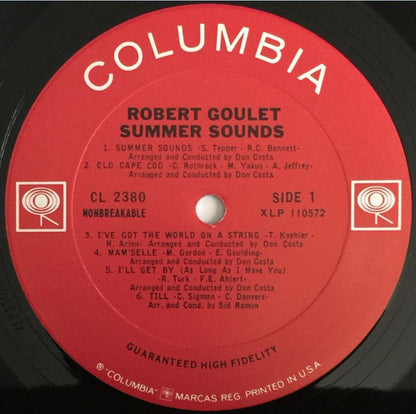 COLUMBIA
ROBERT GOULET
SUMMER SOUNDS
1. SUMMER SOUNDS -S. Tepper - R.C. Bennett-
Arranged and Conducted by Don Costa
2. OLD CAPE COD - C. Rothrock - M. Yakus - A. Jeffrey-
Arranged and Conducted by Don Costa
CL 2380
SIDE 1
NONBREAKABLE
XLP 110572
3. I'VE GOT THE WORLD ON A STRING -T. Koehler -
H. Arlen- Arranged and Conducted by Don Costa
4. MAM'SELLE -M. Gordon - E. Goulding-
Arranged and Conducted by Don Costa
5. I'LL GET BY (As Long As I Have You)
-R. Turk - F.E. Ahlert-
Arranged and Conducted by Don Costa
6. TILL -C. Sigman - C. Danvers-
Arr. and Cond. by Sid Ramin
GUARANTEED HIGH FIDELITY
® "COLUMBIA" MARCAS REG. PRINTED IN U.S.A.